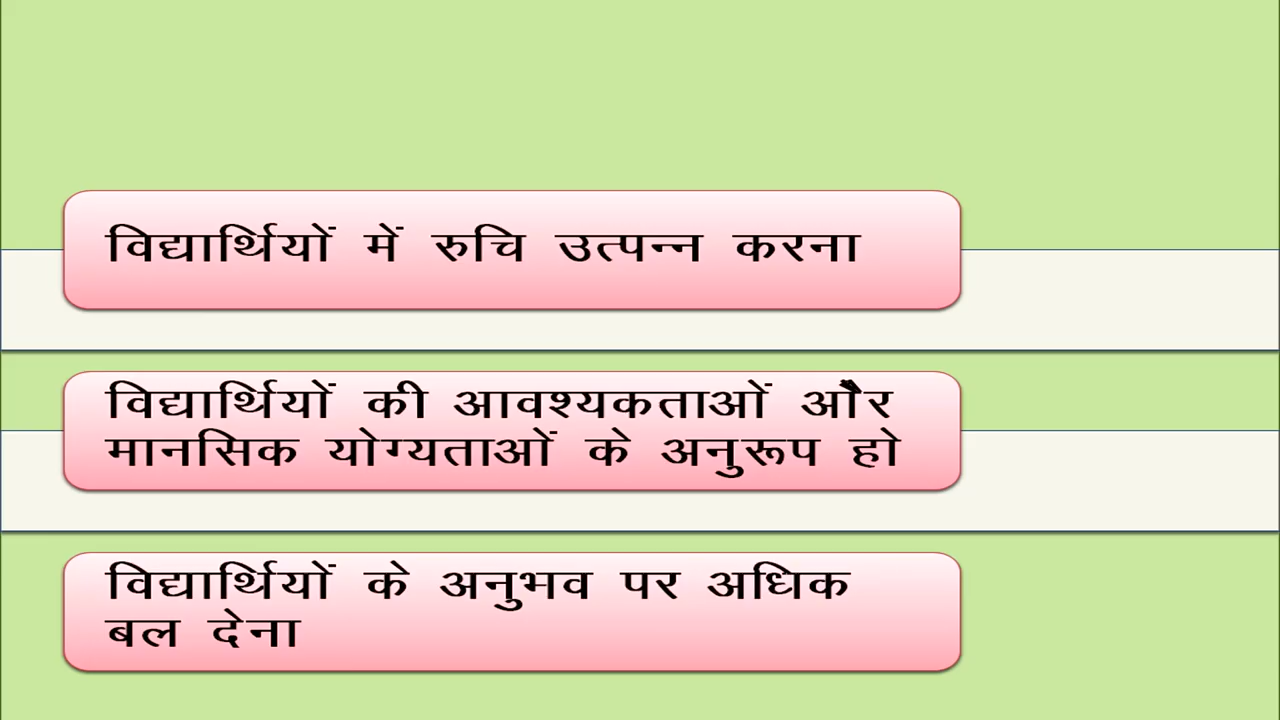 विद्यार्थियों में रुचि उत्पन्न करना
विद्यार्थियों की आवश्यकताओं और
मानसिक योग्यताओं के अनुरूप हो
विद्यार्थियों के अनुभव पर अधिक
बल देना